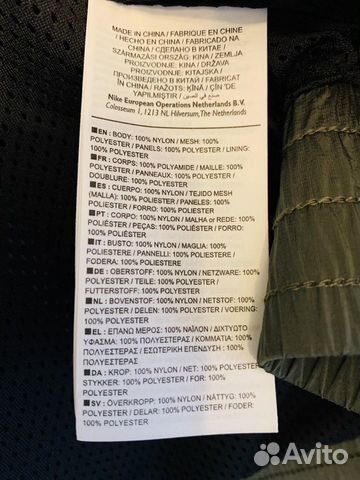 MADE IN CHINA / FABRIQUE EN CHINE
/ HECHO EN CHINA / FABRICADO NA
CHINA / СДЕЛАНО В КИТАЕ /
SZÁRMAZÁSI ORSZÁG: KÍNA / ZEMLJA
PROIZVODNJE: KINA / DRŽAVA
PROIZVODNJE: KITAJSKA /
ПРОИЗВЕДЕНО В КИТАЙ / FABRICAT
ÎN CHINA / RAŽOTS: ĶĪNĀ / ÇİN'DE
YAPILMIŞTIR / صنع في الصين
Nike European Operations Netherlands B.V.
Colosseum 1, 1213 NL Hilversum, The Netherlands
■ EN: BODY: 100% NYLON / MESH: 100%
POLYESTER / PANELS: 100% POLYESTER / LINING:
100% POLYESTER
■ FR: CORPS: 100% POLYAMIDE / MAILLE: 100%
POLYESTER / PANNEAUX: 100% POLYESTER /
DOUBLURE: 100% POLYESTER
■ ES: CUERPO: 100% NYLON / TEJIDO MESH
(MALLA): 100% POLIESTER / PANELES: 100%
POLIESTER / FORRO: 100% POLIESTER
■ PT: CORPO: 100% NYLON / MALHA or REDE: 100%
POLIÉSTER / PEÇAS: 100% POLIÉSTER / FORRO:
100% POLIÉSTER
■ IT: BUSTO: 100% NYLON / MAGLIA: 100%
POLIESTERE / PANNELLI: 100% POLIESTERE /
FODERA: 100% POLIESTERE
■ DE: OBERSTOFF: 100% NYLON / NETZWARE: 100%
POLYESTER / TEILE: 100% POLYESTER /
FUTTERSTOFF: 100% POLYESTER
■ NL: BOVENSTOF: 100% NYLON / NETSTOF: 100%
POLYESTER / DELEN: 100% POLYESTER / VOERING:
100% POLYESTER
■ EL: ΕΠΑΝΩ ΜΕΡΟΣ: 100% ΝΑΪΛΟΝ / ΔΙΧΤΥΩΤΟ
ΥΦΑΣΜΑ: 100% ΠΟΛΥΕΣΤΕΡΑΣ / ΚΟΜΜΑΤΙΑ: 100%
ΠΟΛΥΕΣΤΕΡΑΣ / ΕΣΩΤΕΡΙΚΗ ΕΠΕΝΔΥΣΗ : 100%
ΠΟΛΥΕΣΤΕΡΑΣ
■ DA: KROP: 100% NYLON / NET: 100% POLYESTER /
STYKKER: 100% POLYESTER / FOR: 100%
POLYESTER
■ SV: ÖVERKROPP: 100% NYLON / NÄTTYG: 100%
POLYESTER / DELAR: 100% POLYESTER / FODER:
100% POLYESTER
Avito